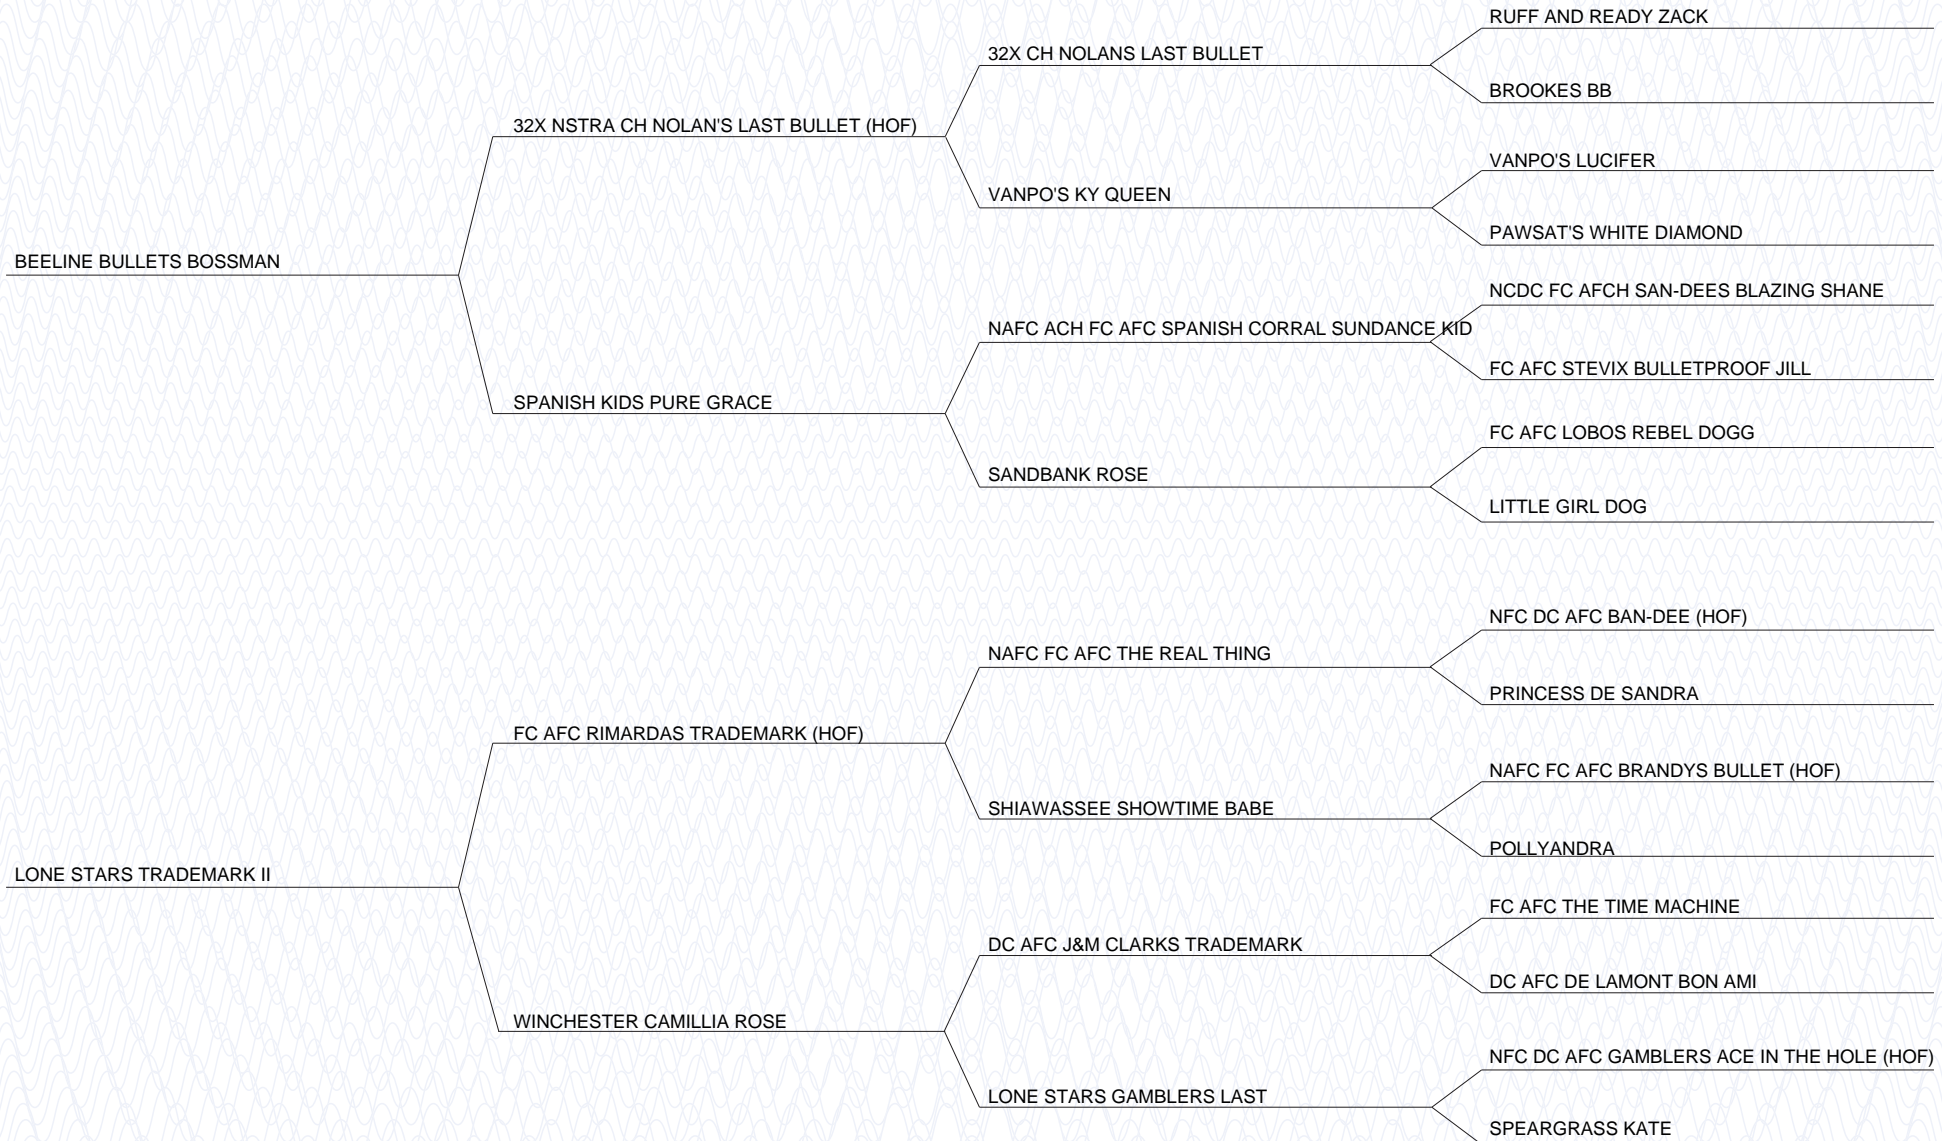 RUFF AND READY ZACK
32X CH NOLANS LAST BULLET
BROOKES BB
32X NSTRA CH NOLAN'S LAST BULLET (HOF)
VANPO'S LUCIFER
VANPO'S KY QUEEN
PAWSAT'S WHITE DIAMOND
BEELINE BULLETS BOSSMAN
NCDC FC AFCH SAN-DEES BLAZING SHANE
NAFC ACH FC AFC SPANISH CORRAL SUNDANCE KID
FC AFC STEVIX BULLETPROOF JILL
SPANISH KIDS PURE GRACE
FC AFC LOBOS REBEL DOGG
SANDBANK ROSE
LITTLE GIRL DOG
NFC DC AFC BAN-DEE (HOF)
NAFC FC AFC THE REAL THING
PRINCESS DE SANDRA
FC AFC RIMARDAS TRADEMARK (HOF)
NAFC FC AFC BRANDYS BULLET (HOF)
SHIAWASSEE SHOWTIME BABE
POLLYANDRA
LONE STARS TRADEMARK II
FC AFC THE TIME MACHINE
DC AFC J&M CLARKS TRADEMARK
DC AFC DE LAMONT BON AMI
WINCHESTER CAMILLIA ROSE
NFC DC AFC GAMBLERS ACE IN THE HOLE (HOF)
LONE STARS GAMBLERS LAST
SPEARGRASS KATE